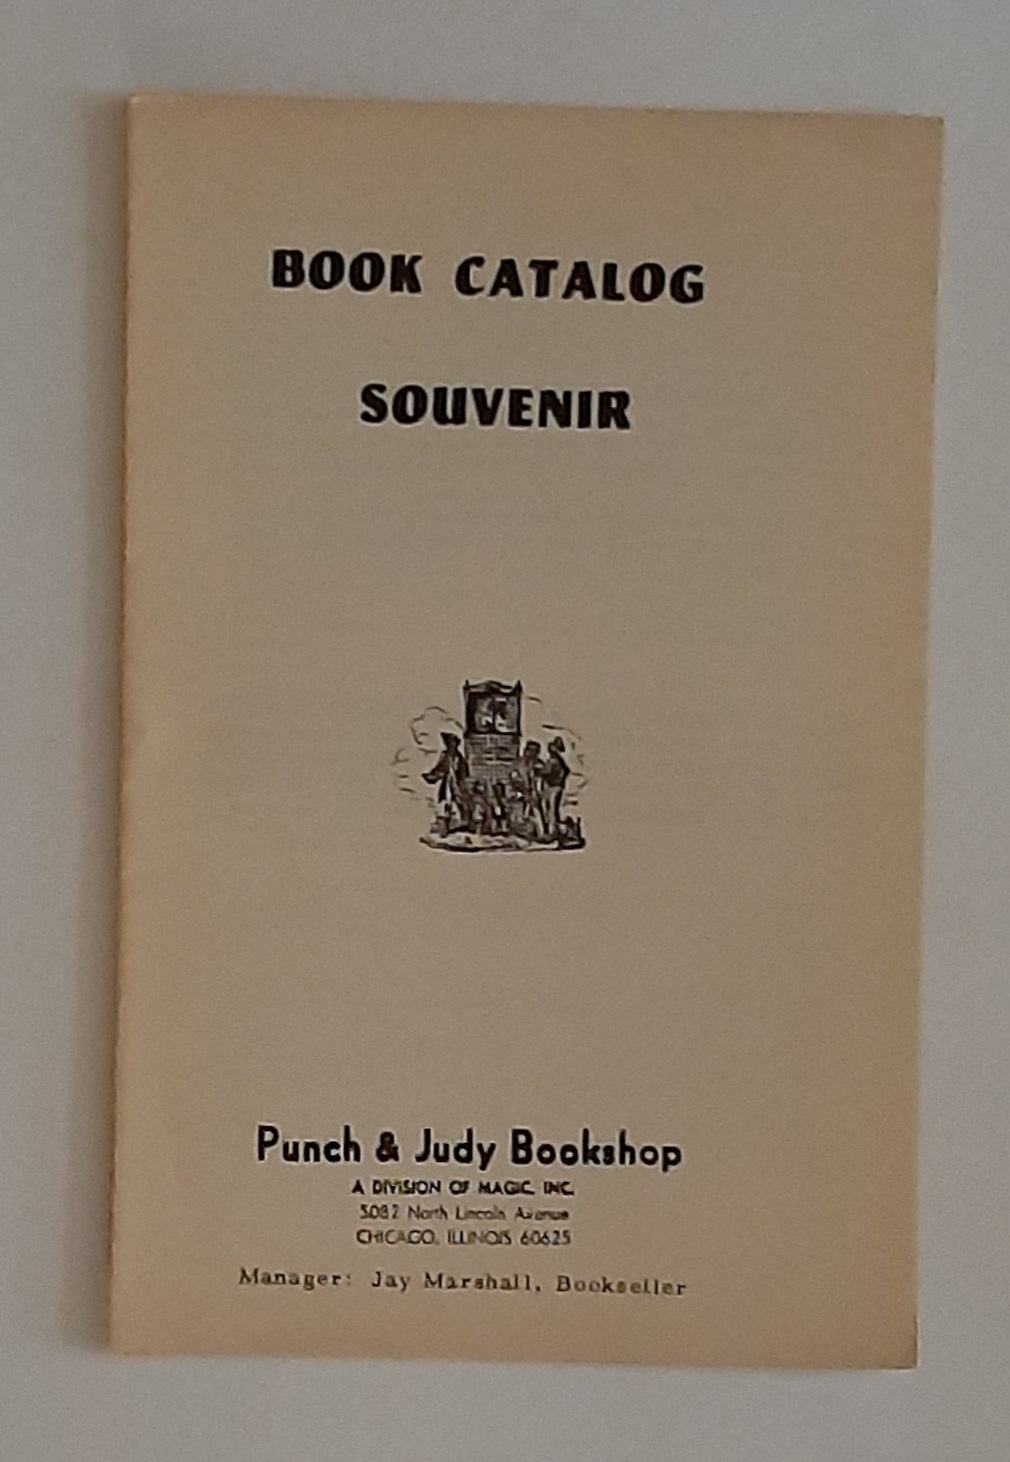 BOOK CATALOG
SOUVENIR
Punch & Judy Bookshop
A DIVISION OF MAGIC, INC.
5082 North Lincoln Avenue
CHICAGO, ILLINOIS 60625
Manager: Jay Marshall, Bookseller